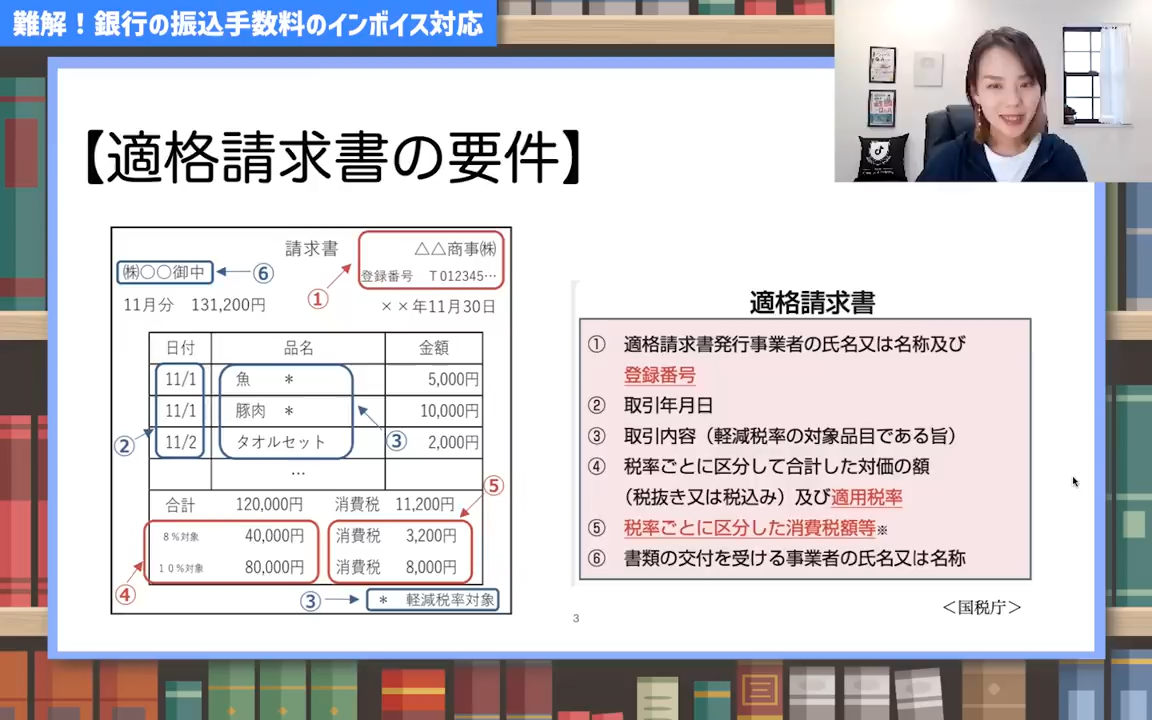 難解！銀行の振込手数料のインボイス対応
【適格請求書の要件】
請求書
△△商事㈱
登録番号 T012345…
㈱〇〇御中
⑥
①
11月分 131,200円
××年11月30日
日付 品名 金額
11/1 魚 * 5,000円
11/1 豚肉 * 10,000円
11/2 タオルセット 2,000円
②
③
…
⑤
合計 120,000円 消費税 11,200円
8%対象 40,000円 消費税 3,200円
10%対象 80,000円 消費税 8,000円
④
③
* 軽減税率対象
適格請求書
① 適格請求書発行事業者の氏名又は名称及び
登録番号
② 取引年月日
③ 取引内容（軽減税率の対象品目である旨）
④ 税率ごとに区分して合計した対価の額
（税抜き又は税込み）及び適用税率
⑤ 税率ごとに区分した消費税額等※
⑥ 書類の交付を受ける事業者の氏名又は名称
＜国税庁＞
3